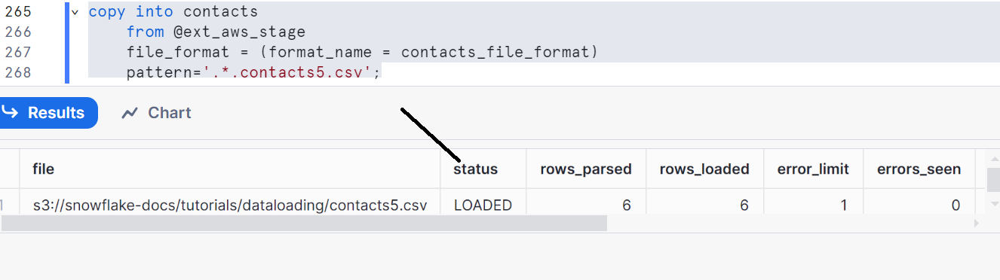 265 copy into contacts
266 from @ext_aws_stage
267 file_format = (format_name = contacts_file_format)
268 pattern='.*.contacts5.csv';
Results Chart
file status rows_parsed rows_loaded error_limit errors_seen
1 s3://snowflake-docs/tutorials/dataloading/contacts5.csv LOADED 6 6 1 0